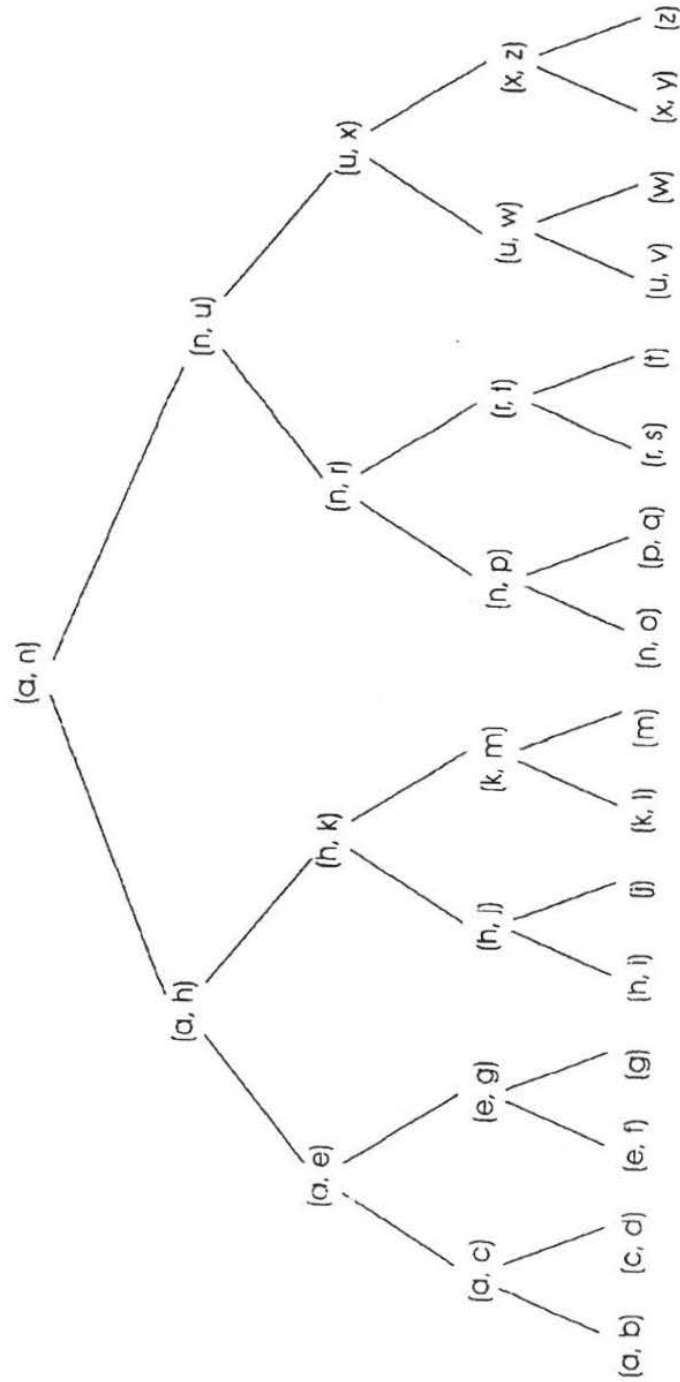 (a, n)
(a, h) (n, u)
(a, e) (h, k) (n, r) (u, x)
(a, c) (e, g) (h, j) (k, m) (n, p) (r, t) (u, w) (x, z)
(a, b) (c, d) (e, f) (g) (h, i) (j) (k, l) (m) (n, o) (p, q) (r, s) (t) (u, v) (w) (x, y) (z)